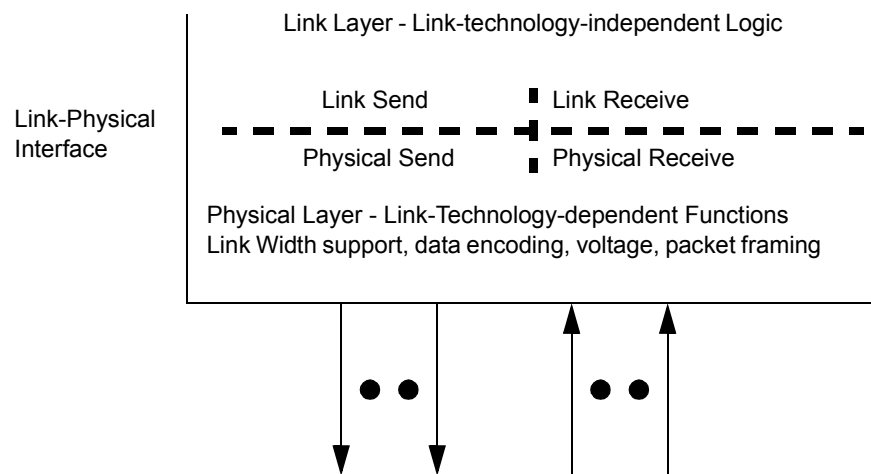 Link Layer - Link-technology-independent Logic
Link Send
Link Receive
Link-Physical
Interface
Physical Send
Physical Receive
Physical Layer - Link-Technology-dependent Functions
Link Width support, data encoding, voltage, packet framing